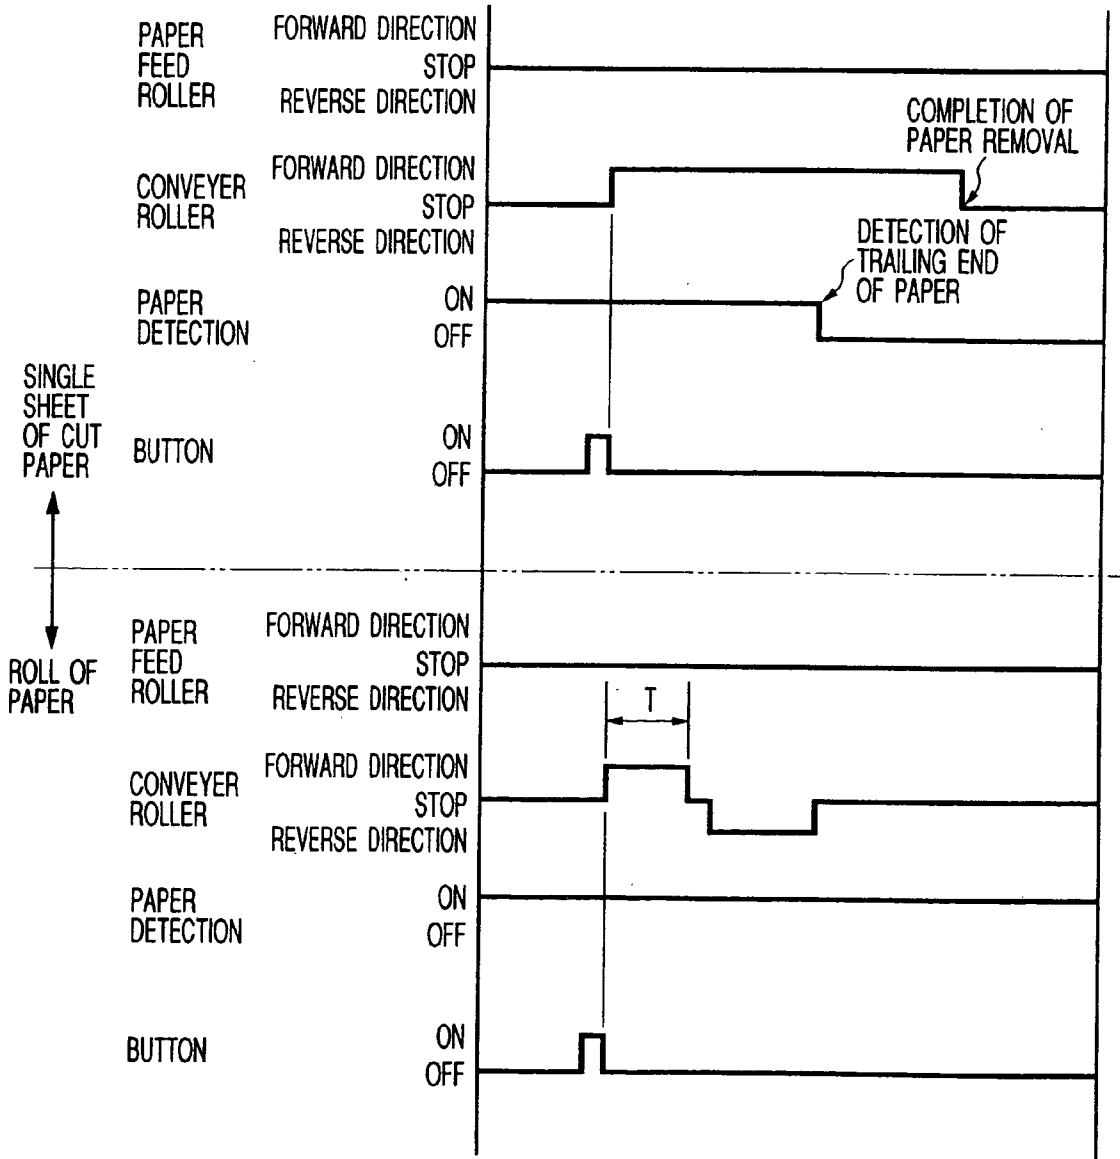 PAPER
FEED
ROLLER
FORWARD DIRECTION
STOP
REVERSE DIRECTION
COMPLETION OF
PAPER REMOVAL
CONVEYER
ROLLER
FORWARD DIRECTION
STOP
REVERSE DIRECTION
DETECTION OF
TRAILING END
OF PAPER
PAPER
DETECTION
ON
OFF
SINGLE
SHEET
OF CUT
PAPER
BUTTON
ON
OFF
ROLL OF
PAPER
PAPER
FEED
ROLLER
FORWARD DIRECTION
STOP
REVERSE DIRECTION
T
CONVEYER
ROLLER
FORWARD DIRECTION
STOP
REVERSE DIRECTION
PAPER
DETECTION
ON
OFF
BUTTON
ON
OFF